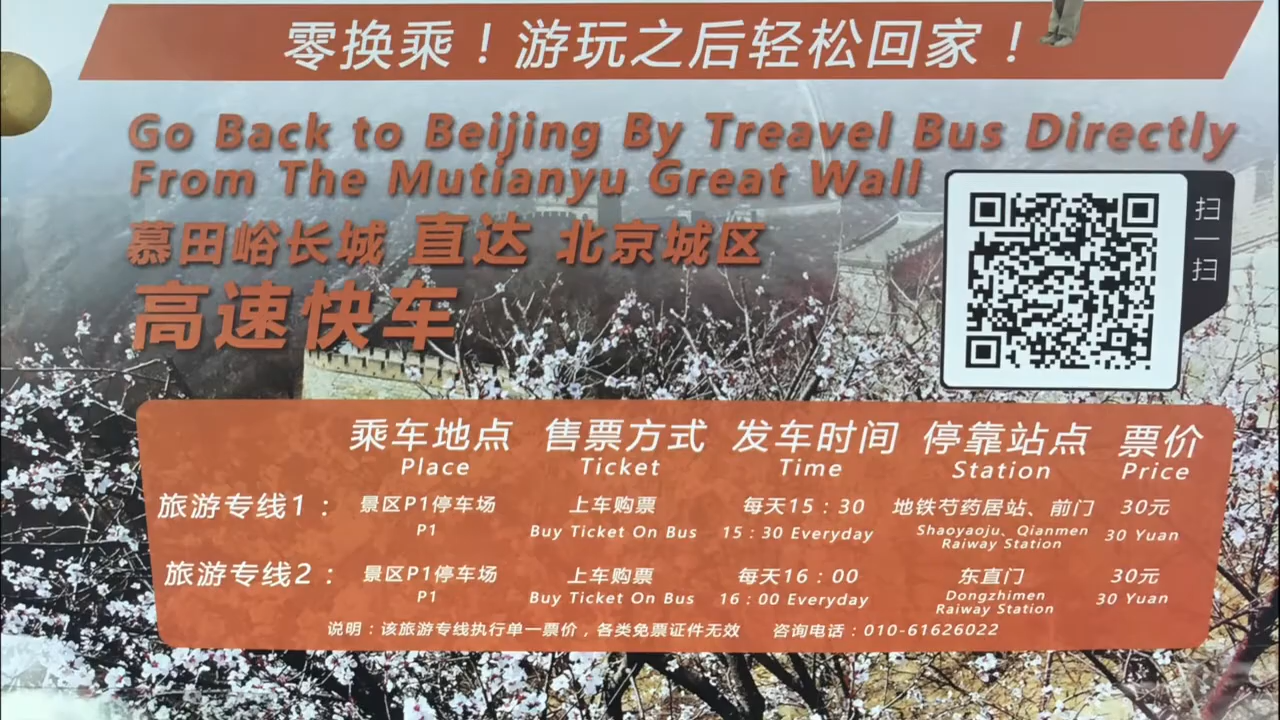 零换乘！游玩之后轻松回家！
Go Back to Beijing By Treavel Bus Directly
From The Mutianyu Great Wall
慕田峪长城 直达 北京城区
高速快车
扫一扫
乘车地点 售票方式 发车时间 停靠站点 票价
Place Ticket Time Station Price
旅游专线1： 景区P1停车场 上车购票 每天15：30 地铁芍药居站、前门 30元
P1 Buy Ticket On Bus 15：30 Everyday Shaoyaoju、Qianmen Raiway Station 30 Yuan
旅游专线2： 景区P1停车场 上车购票 每天16：00 东直门 30元
P1 Buy Ticket On Bus 16：00 Everyday Dongzhimen Raiway Station 30 Yuan
说明：该旅游专线执行单一票价，各类免票证件无效 咨询电话：010-61626022